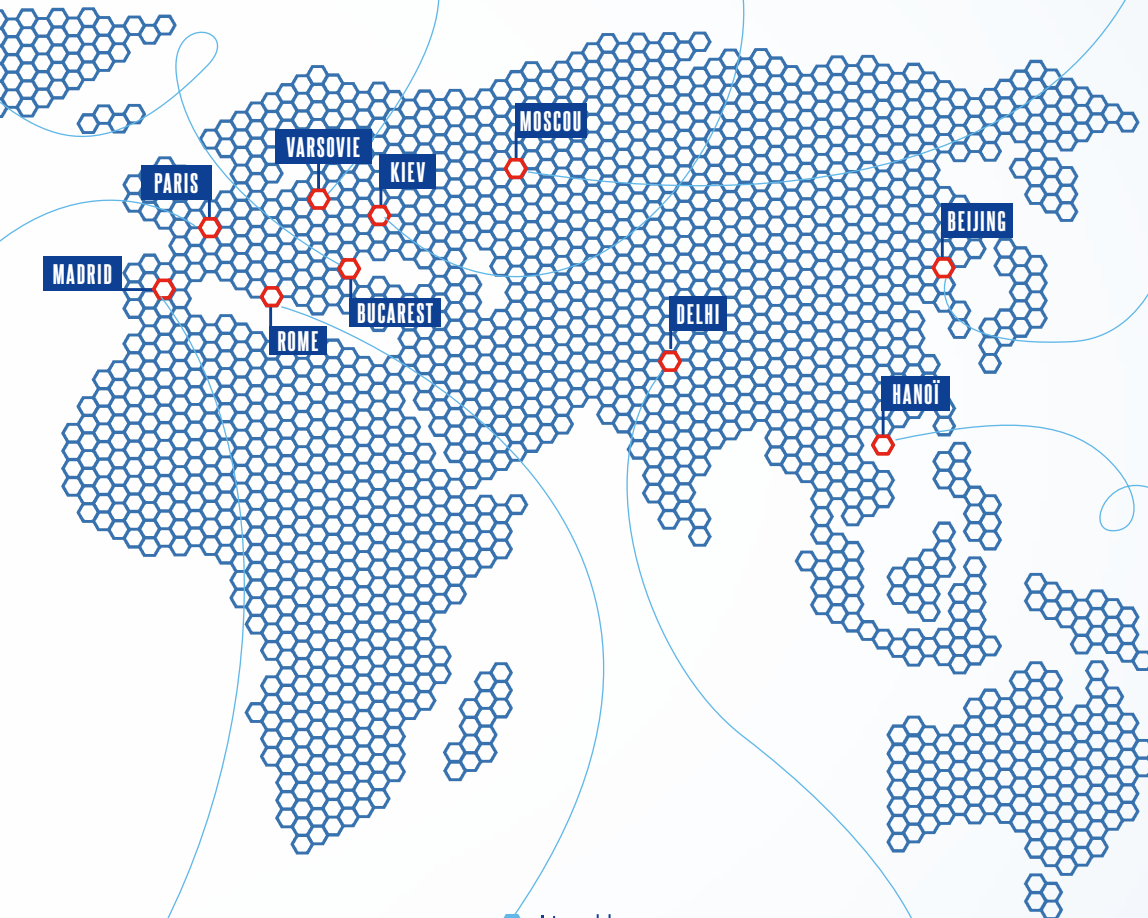 MOSCOU
VARSOVIE
KIEV
PARIS
BEIJING
MADRID
BUCAREST
DELHI
ROME
HANOÏ